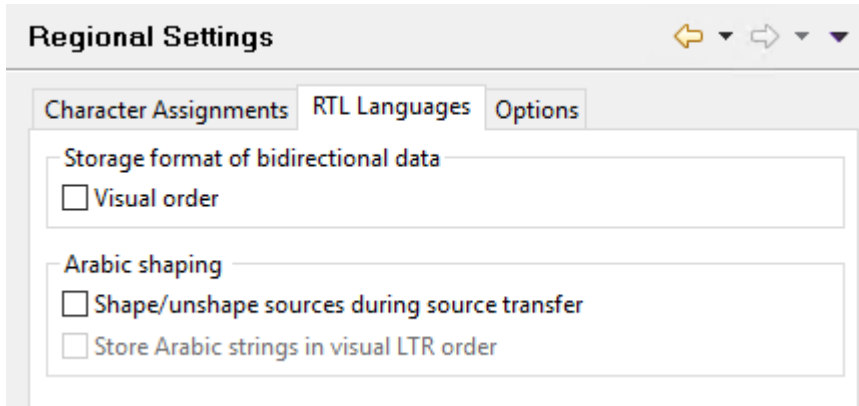 Regional Settings
Character Assignments RTL Languages Options
Storage format of bidirectional data
Visual order
Arabic shaping
Shape/unshape sources during source transfer
Store Arabic strings in visual LTR order